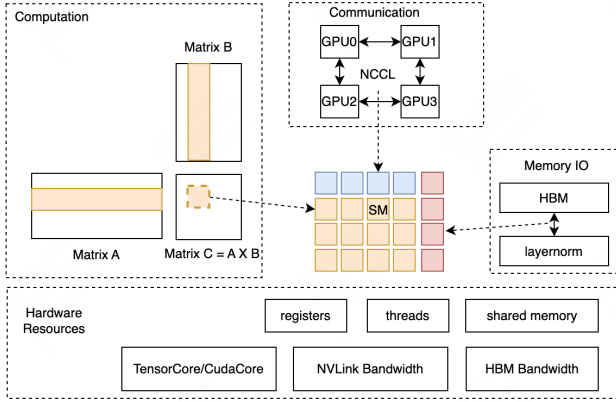 Computation
Communication
Matrix B
GPU0
GPU1
NCCL
GPU2
GPU3
Memory IO
HBM
SM
layernorm
Matrix A
Matrix C = A X B
Hardware
Resources
registers
threads
shared memory
TensorCore/CudaCore
NVLink Bandwidth
HBM Bandwidth